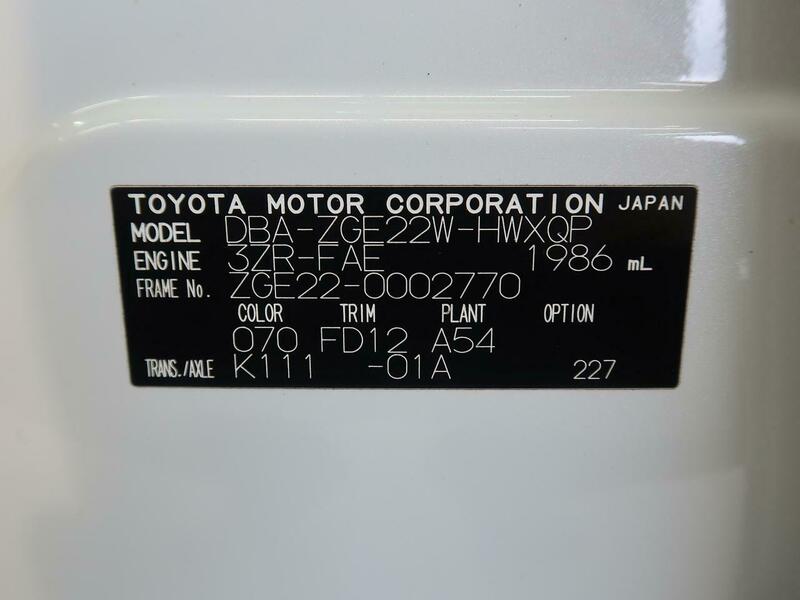 TOYOTA MOTOR CORPORATION JAPAN
MODEL DBA-ZGE22W-HWXQP
ENGINE 3ZR-FAE 1986 mL
FRAME No. ZGE22-0002770
COLOR TRIM PLANT OPTION
070 FD12 A54
TRANS./AXLE K111 -01A 227